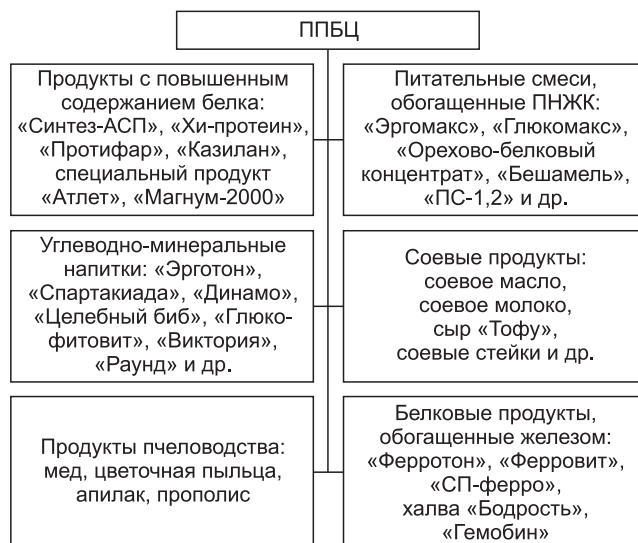 ППБЦ
Продукты с повышенным
содержанием белка:
«Синтез-АСП», «Хи-протеин»,
«Протифар», «Казилан»,
специальный продукт
«Атлет», «Магнум-2000»
Питательные смеси,
обогащенные ПНЖК:
«Эргомакс», «Глюкомакс»,
«Орехово-белковый
концентрат», «Бешамель»,
«ПС-1,2» и др.
Углеводно-минеральные
напитки: «Эрготон»,
«Спартакиада», «Динамо»,
«Целебный биб», «Глюко-
фитовит», «Виктория»,
«Раунд» и др.
Соевые продукты:
соевое масло,
соевое молоко,
сыр «Тофу»,
соевые стейки и др.
Продукты пчеловодства:
мед, цветочная пыльца,
апилак, прополис
Белковые продукты,
обогащенные железом:
«Ферротон», «Ферровит»,
«СП-ферро»,
халва «Бодрость»,
«Гемобин»